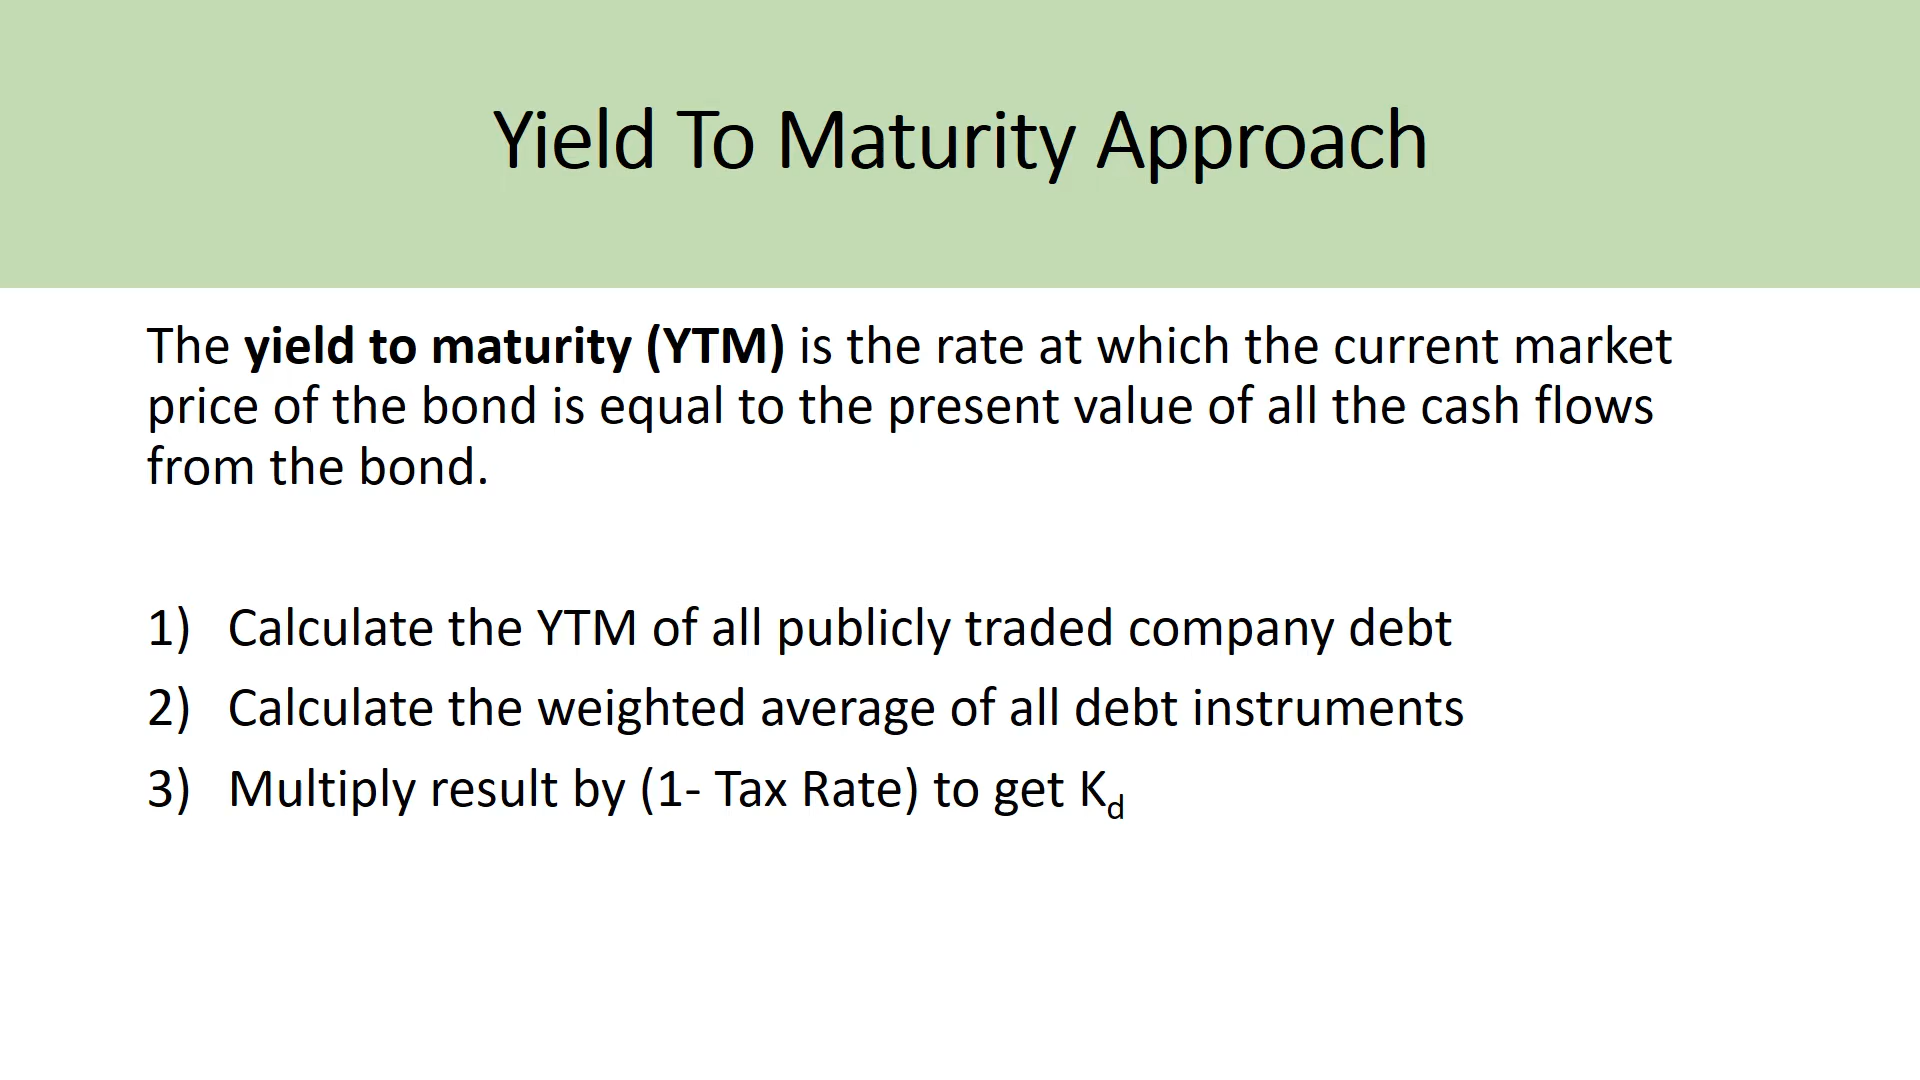 Yield To Maturity Approach
The yield to maturity (YTM) is the rate at which the current market
price of the bond is equal to the present value of all the cash flows
from the bond.
1) Calculate the YTM of all publicly traded company debt
2) Calculate the weighted average of all debt instruments
3) Multiply result by (1- Tax Rate) to get Kd